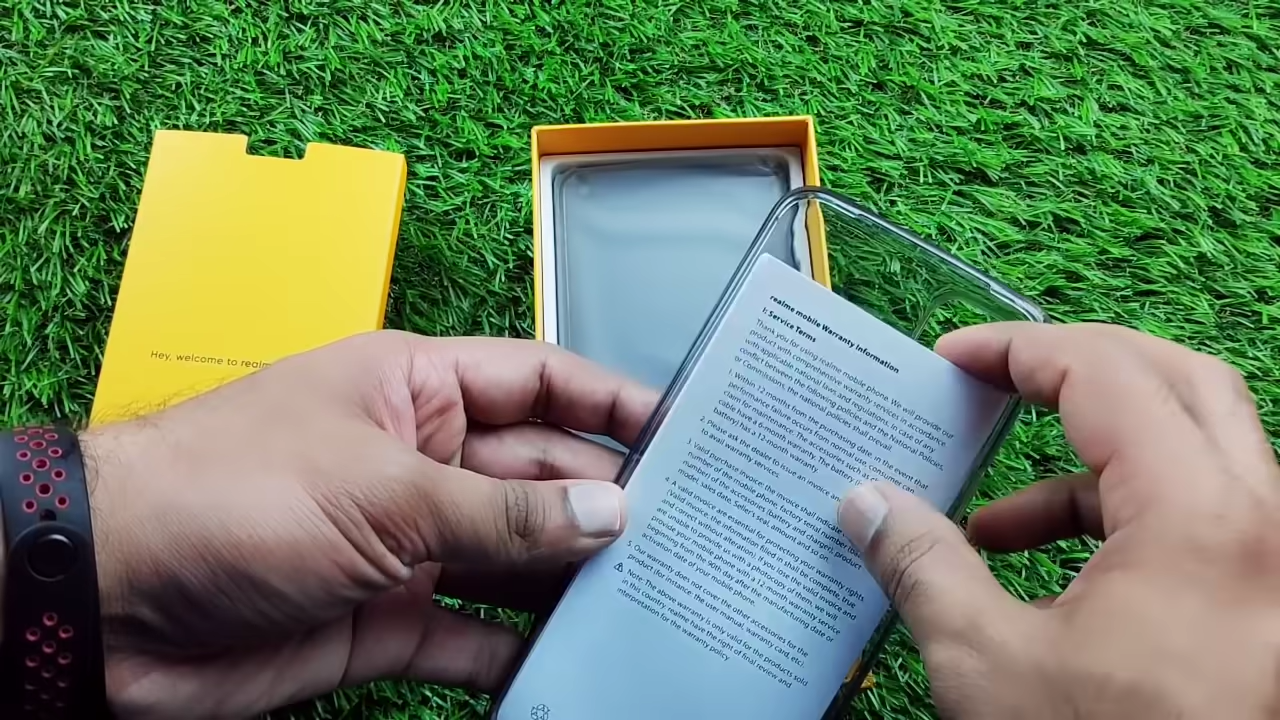 Hey, welcome to realm
realme mobile Warranty Information
1: Service Terms
Thank you for using realme mobile phone. We will provide our
product with comprehensive warranty services in accordance
with applicable national laws and regulations. In case of any
conflict between the following policies and the National Policies,
or Commissions, the national policies shall prevail.
1. Within 12 months from the purchasing date, in the event that
performance failure occurs from normal use, Consumer can
claim for maintenance; The accessories such as
cable have a 6-month warranty. The battery
battery) has a 12-month warranty.
2. Please ask the dealer to issue an invoice an
to avail warranty services.
3. Valid purchase invoice: the invoice shall indicate
number of the mobile phone, factory serial number (bar
number) of the accessories (battery and charger), product
model, sales date, Seller's seal, amount and so on.
4. A valid invoice are essential for protecting your warranty rights
(Valid invoice: the information filled in shall be complete, true
and correct without alteration). If you lose the valid invoice and
are unable to provide us with a photocopy of them, we will
provide your mobile phone with a 12-month warranty service
beginning from the 90th day after the manufacturing date or
activation date of your mobile phone.
5. Our warranty does not cover the other accessories for the
product (for instance: the user manual, warranty card, etc).
Note: The above warranty is only valid for the products sold
in this country. realme have the right of final review and
interpretation for the warranty policy